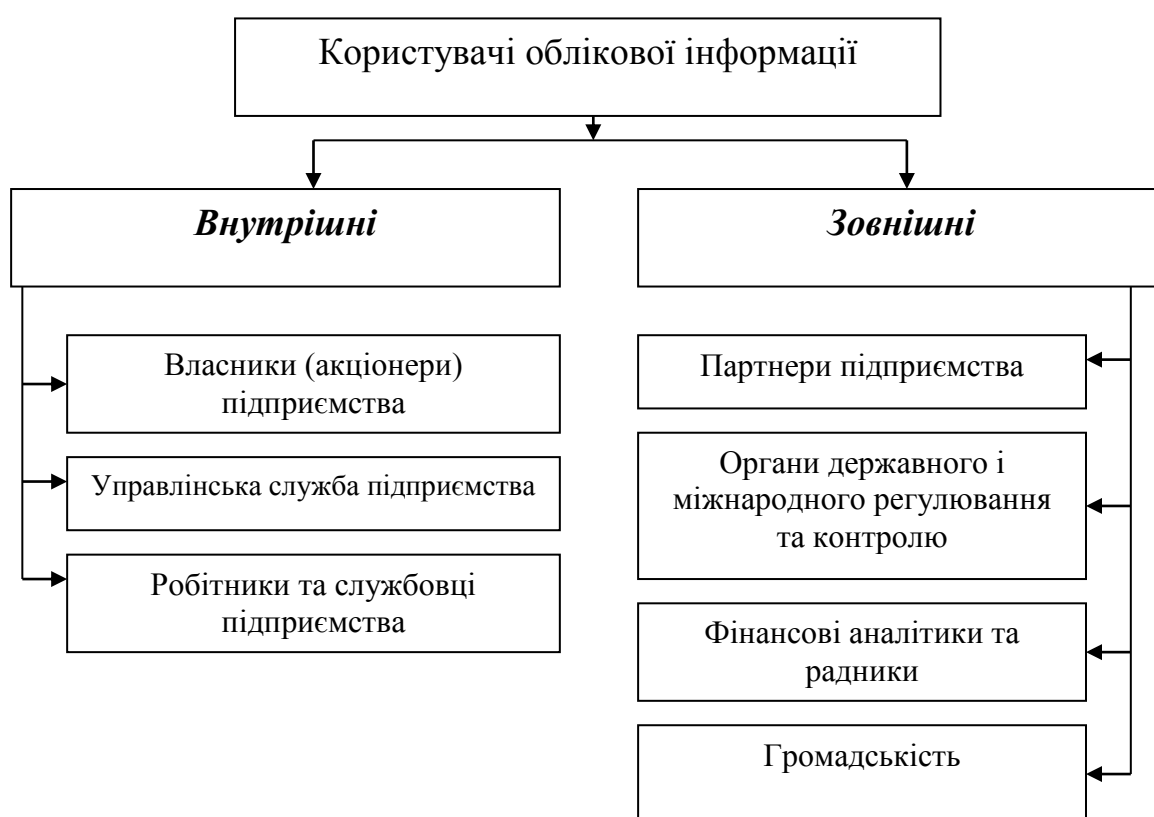 Користувачі облікової інформації
Внутрішні
Власники (акціонери)
підприємства
Управлінська служба підприємства
Робітники та службовці
підприємства
Зовнішні
Партнери підприємства
Органи державного і
міжнародного регулювання
та контролю
Фінансові аналітики та
радники
Громадськість